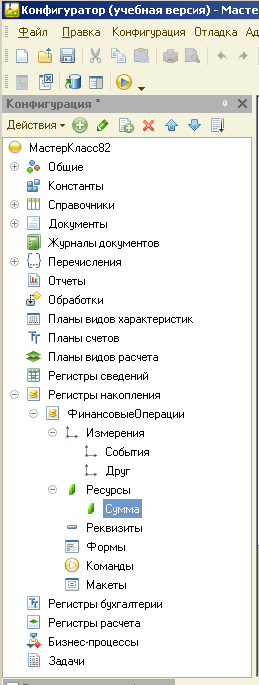 Конфигуратор (учебная версия) - Масте
Файл Правка Конфигурация Отладка Ад
Конфигурация *
Действия
МастерКласс82
Общие
Константы
Справочники
Документы
Журналы документов
Перечисления
Отчеты
Обработки
Планы видов характеристик
Планы счетов
Планы видов расчета
Регистры сведений
Регистры накопления
ФинансовыеОперации
Измерения
События
Друг
Ресурсы
Сумма
Реквизиты
Формы
Команды
Макеты
Регистры бухгалтерии
Регистры расчета
Бизнес-процессы
Задачи